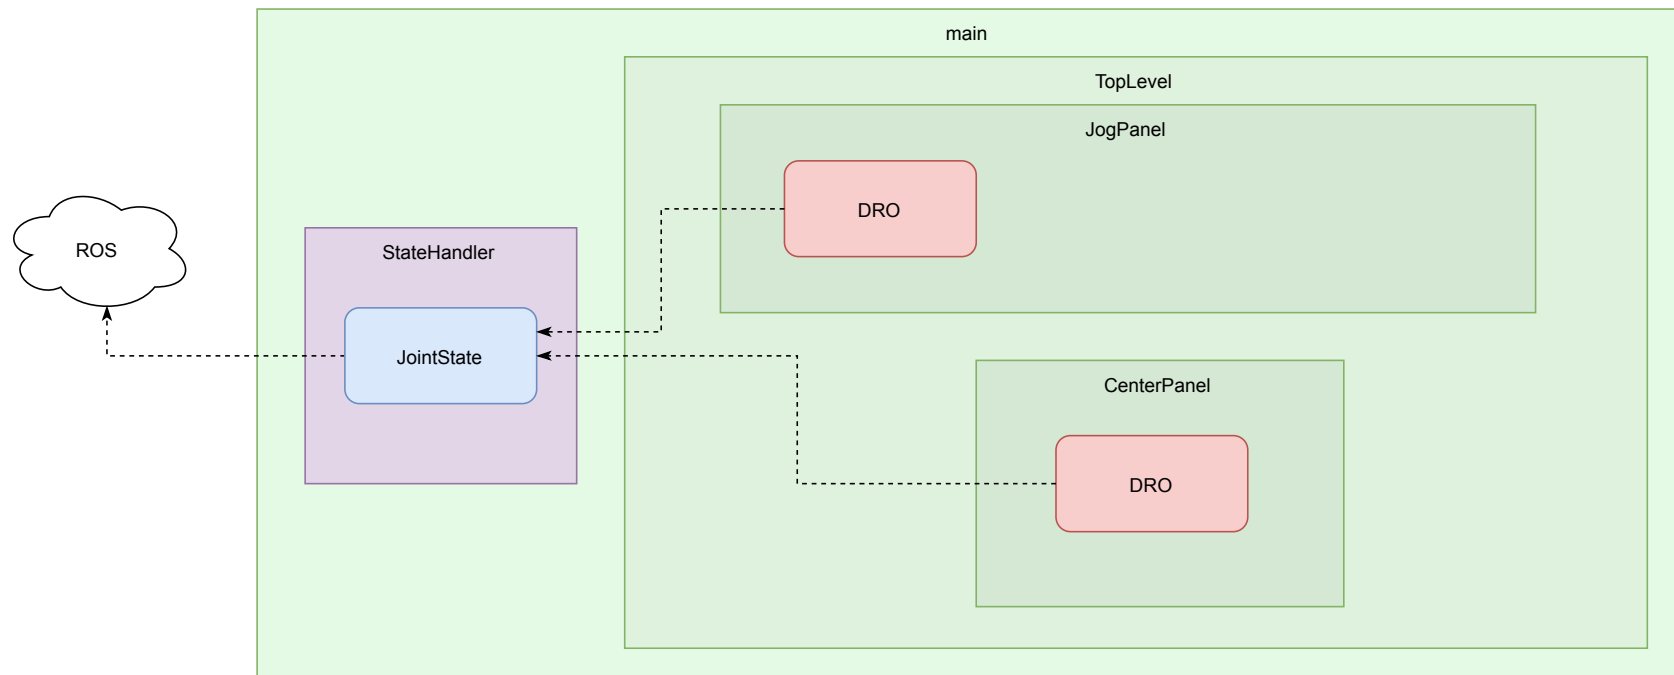 main
TopLevel
JogPanel
DRO
ROS
StateHandler
JointState
CenterPanel
DRO